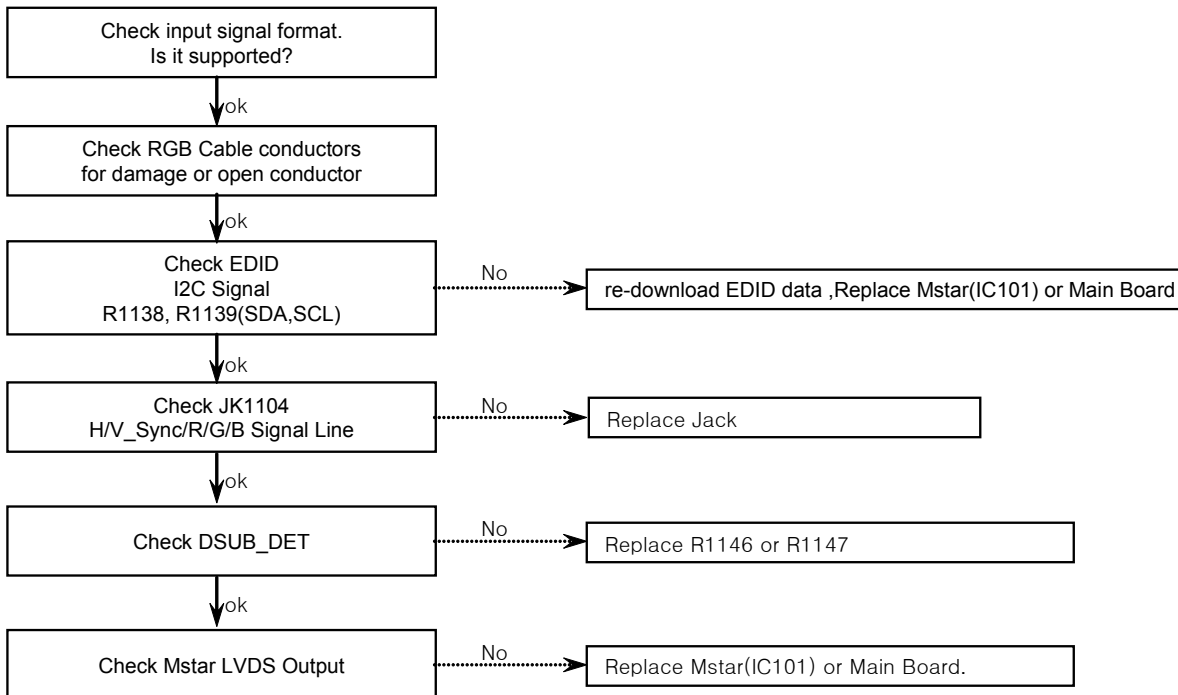 Check input signal format.
Is it supported?
ok
Check RGB Cable conductors
for damage or open conductor
ok
Check EDID
I2C Signal
R1138, R1139(SDA,SCL)
No
re-download EDID data ,Replace Mstar(IC101) or Main Board
ok
Check JK1104
H/V_Sync/R/G/B Signal Line
No
Replace Jack
ok
Check DSUB_DET
No
Replace R1146 or R1147
ok
Check Mstar LVDS Output
No
Replace Mstar(IC101) or Main Board.